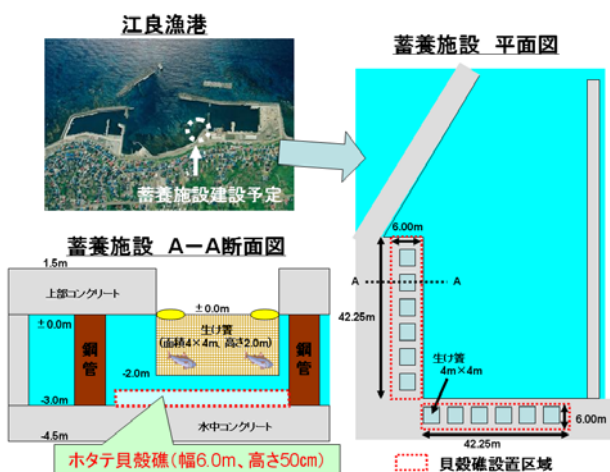 江良漁港
蓄養施設建設予定
蓄養施設 平面図
6.00m
A
A
42.25m
生け簀
4m×4m
6.00m
42.25m
貝殻礁設置区域
蓄養施設 A－A断面図
1.5m
上部コンクリート
±0.0m
±0.0m
生け簀
(面積4×4m、高さ2.0m)
鋼管
鋼管
-2.0m
-3.0m
水中コンクリート
-4.5m
ホタテ貝殻礁(幅6.0m、高さ50cm)